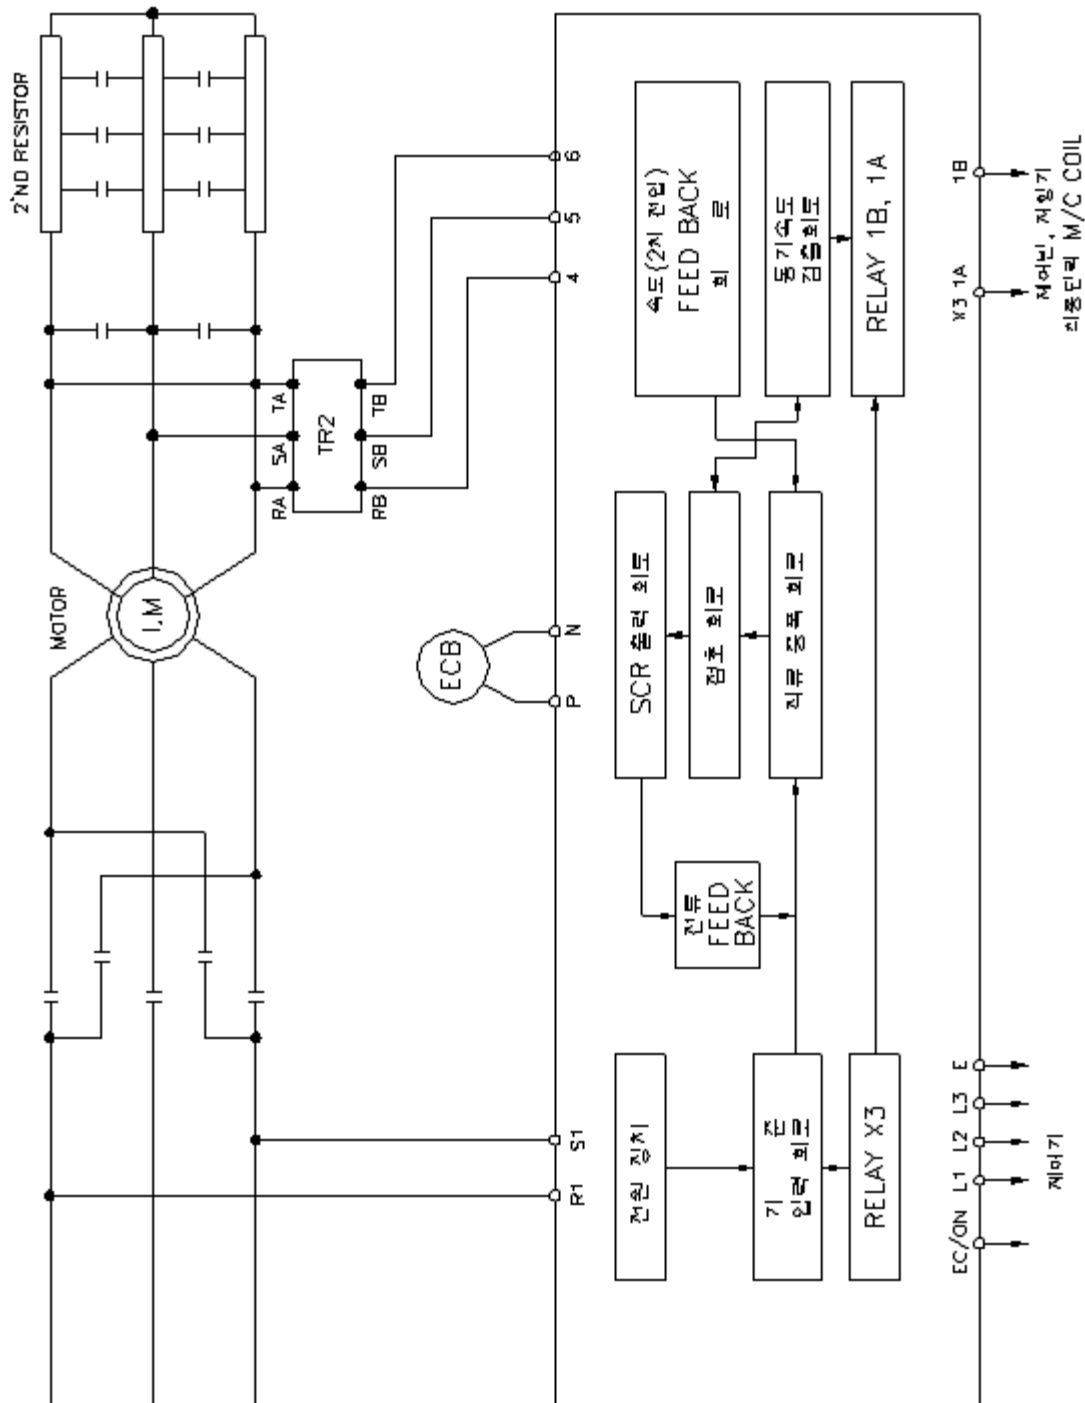 2`ND RESISTOR
MOTOR
I.M
TA
SA
RA
TR2
TB
SB
RB
6
5
4
ECB
N
P
S1
R1
속도(2차 전압)
FEED BACK
회 로
동기속도
검출회로
RELAY 1B, 1A
SCR 출력 회로
점호 회로
직류 증폭 회로
전류
FEED
BACK
전원 장치
기 준
입력 회로
RELAY X3
1B
X3 1A
제어반, 저항기
M/C COIL
E
L3
L2
L1
EC/ON
제어기